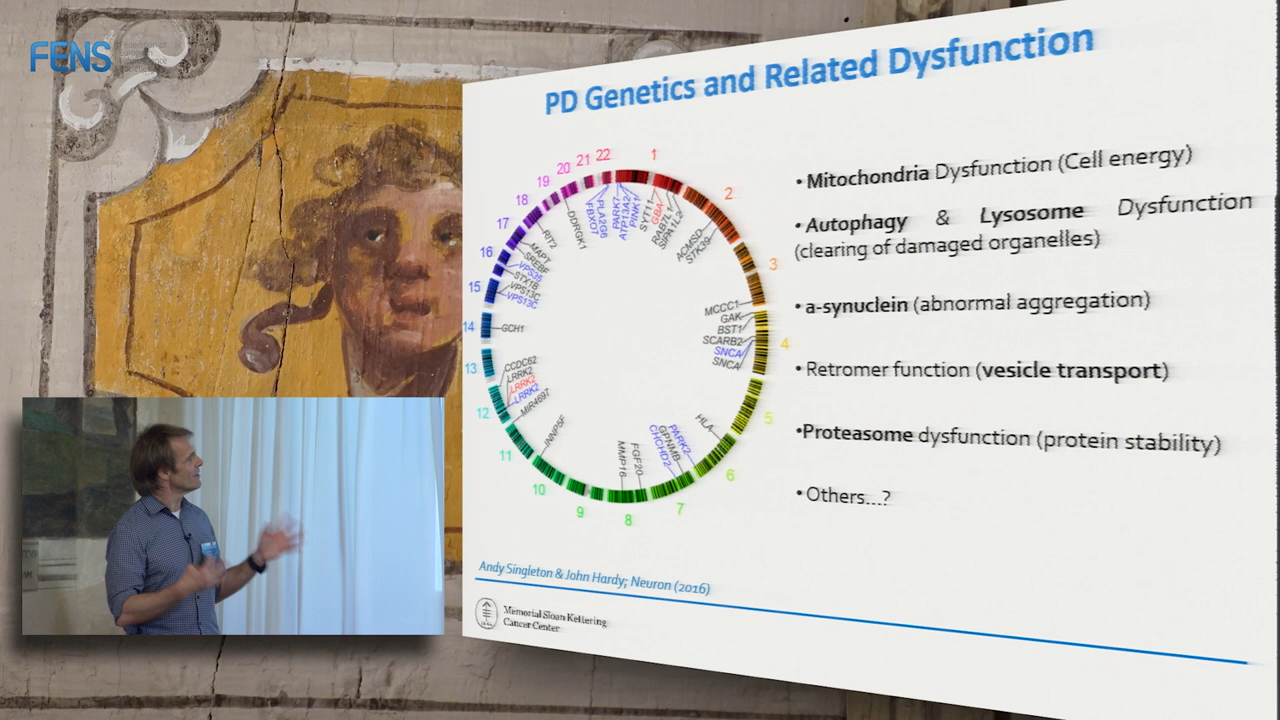 FENS
PD Genetics and Related Dysfunction
1
2
3
4
5
6
7
8
9
10
11
12
13
14
15
16
17
18
19
20
21
22
FBXO7
PLA2G6
PARK7
ATP13A2
PINK1
SYT11
GBA
RAB7L1
SIPA1L2
ACMSD
STK39
MCCC1
GAK
BST1
SCARB2
SNCA
SNCA
HLA
PARK2
GPNMB
CHCHD2
FGF20
MMP16
INNP5F
MIR4697
LRRK2
LRRK2
LRRK2
CCDC62
GCH1
VPS13C
VPS13C
STX1B
VPS35
SREBF
MAPT
RIT2
DDRGK1
• Mitochondria Dysfunction (Cell energy)
• Autophagy & Lysosome Dysfunction
(clearing of damaged organelles)
• a-synuclein (abnormal aggregation)
• Retromer function (vesicle transport)
•Proteasome dysfunction (protein stability)
• Others...?
Andy Singleton & John Hardy; Neuron (2016)
Memorial Sloan Kettering
Cancer Center